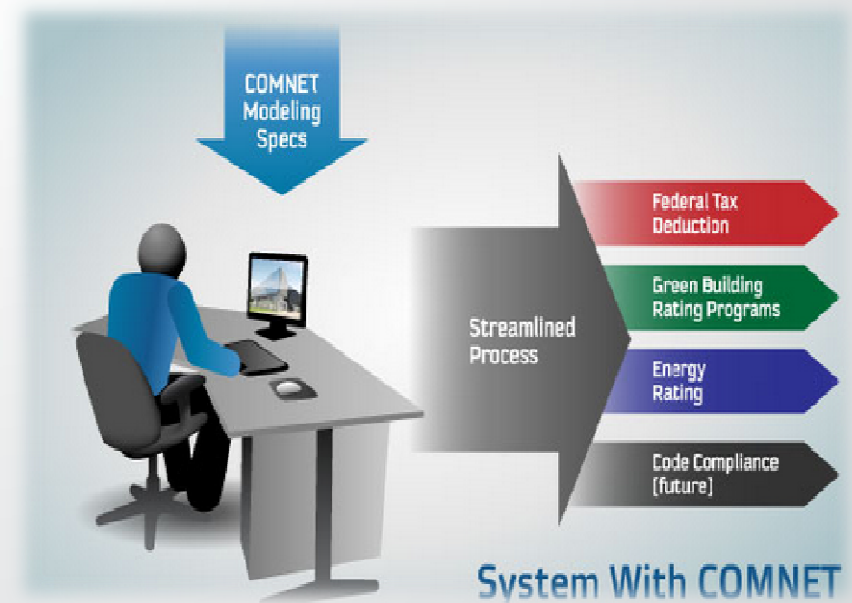 COMNET
Modeling
Specs
Streamlined
Process
Federal Tax
Deduction
Green Building
Rating Programs
Energy
Rating
Code Compliance
[future]
System With COMNET